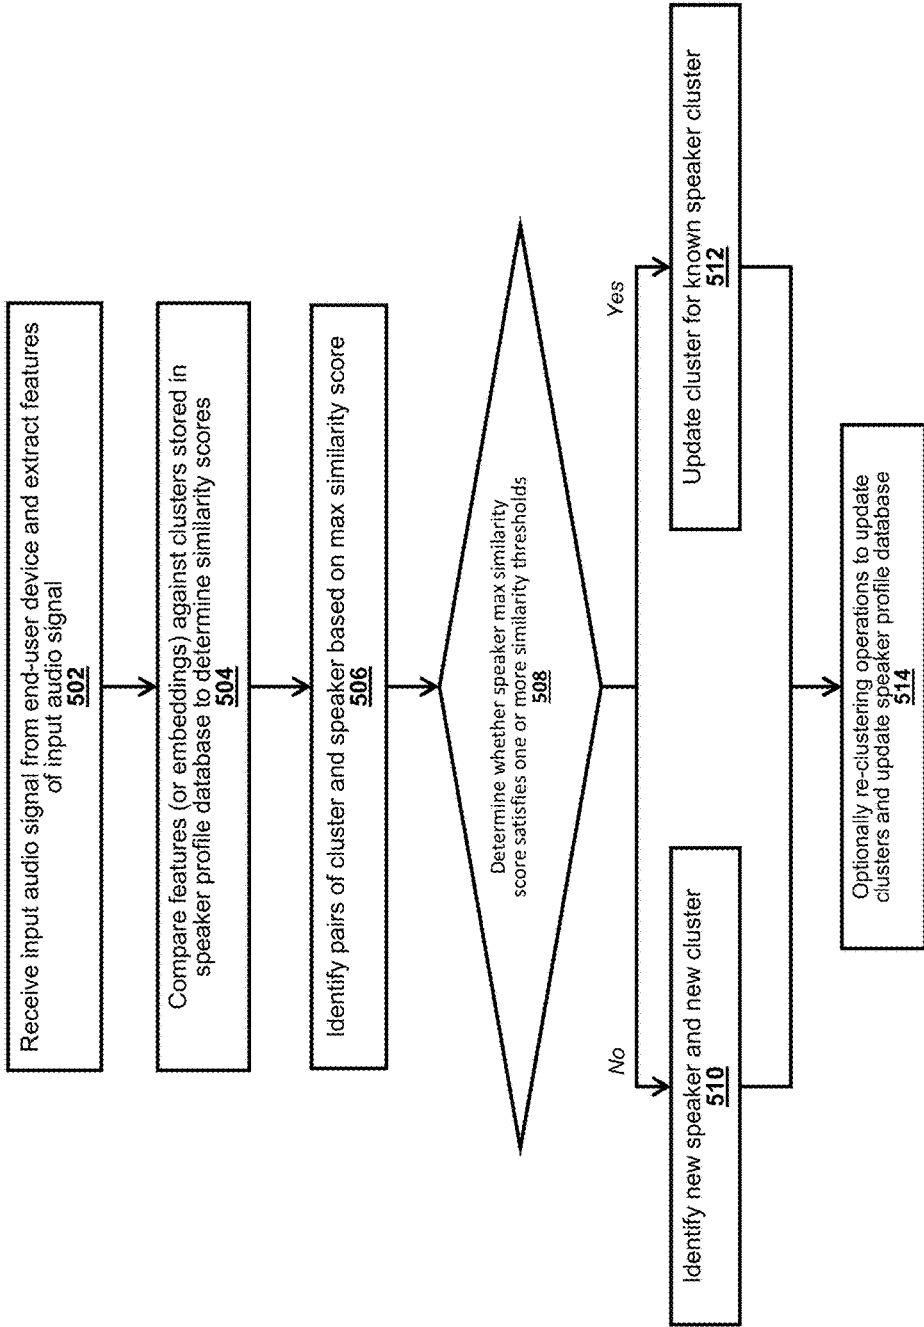 Receive input audio signal from end-user device and extract features
of input audio signal
502
Compare features (or embeddings) against clusters stored in
speaker profile database to determine similarity scores
504
Identify pairs of cluster and speaker based on max similarity score
506
Determine whether speaker max similarity
score satisfies one or more similarity thresholds
508
No
Yes
Identify new speaker and new cluster
510
Update cluster for known speaker cluster
512
Optionally re-clustering operations to update
clusters and update speaker profile database
514